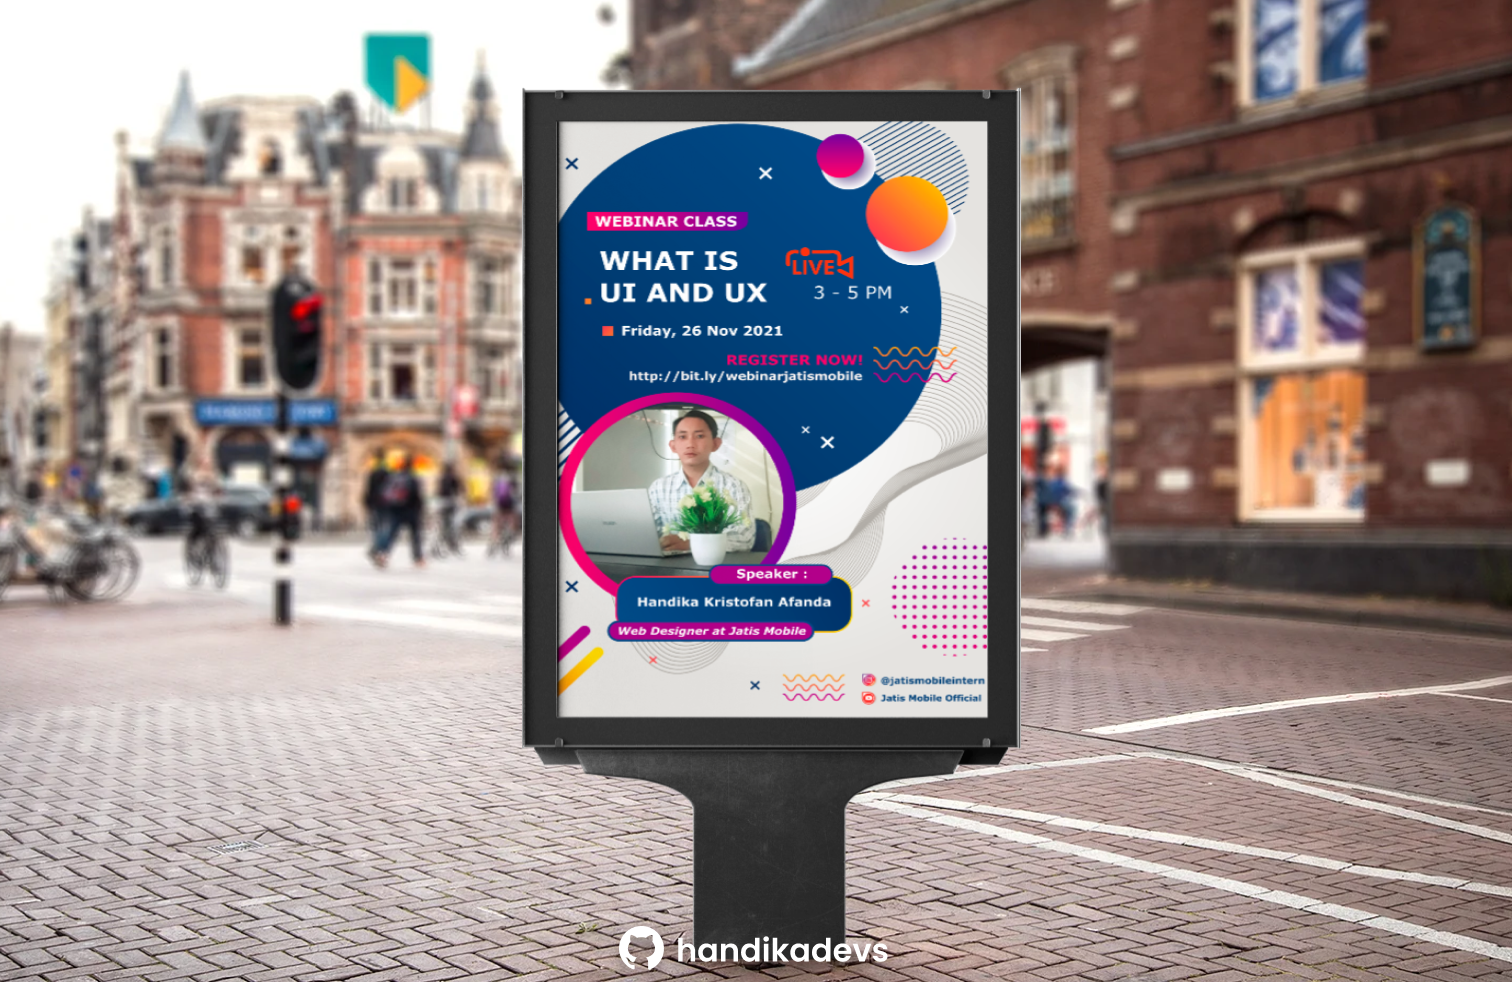 WEBINAR CLASS
WHAT IS
UI AND UX
LIVE
3 - 5 PM
Friday, 26 Nov 2021
REGISTER NOW!
http://bit.ly/webinarjatismobile
Speaker :
Handika Kristofan Afanda
Web Designer at Jatis Mobile
@jatismobileintern
Jatis Mobile Official
handikadevs